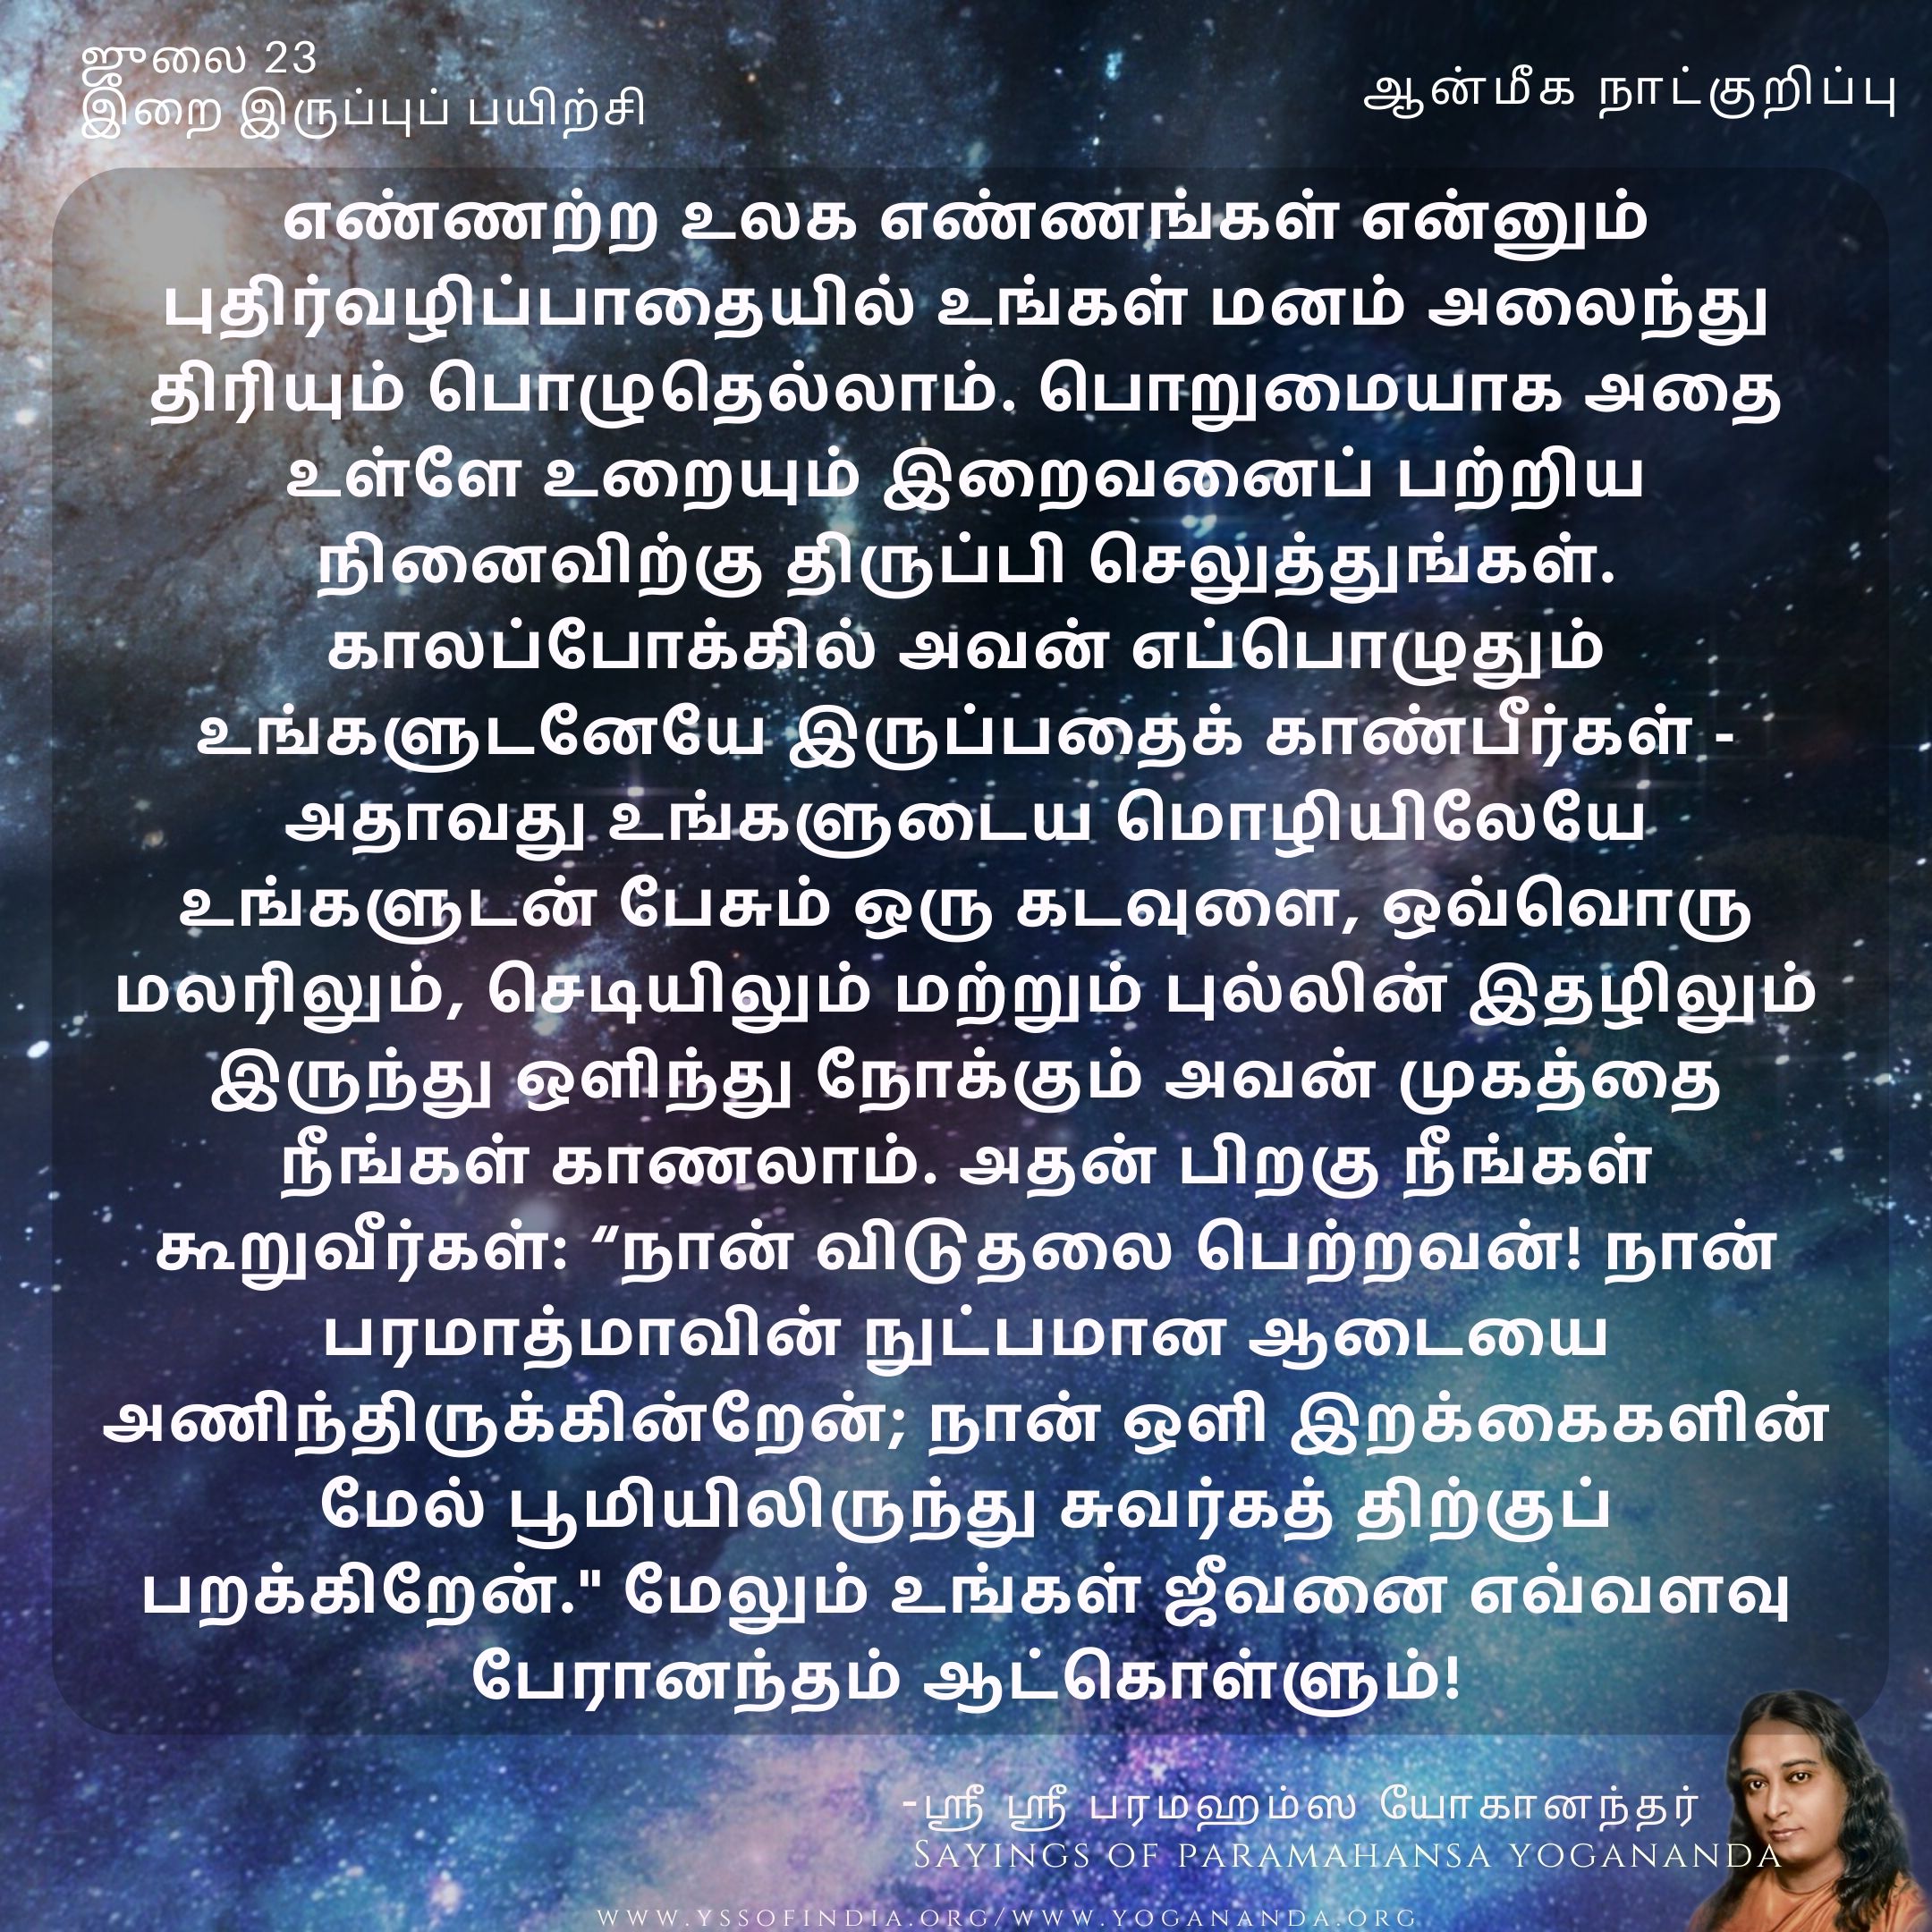 ஜுலை 23
இறை இருப்புப் பயிற்சி
ஆன்மீக நாட்குறிப்பு
எண்ணற்ற உலக எண்ணங்கள் என்னும்
புதிர்வழிப்பாதையில் உங்கள் மனம் அலைந்து
திரியும் பொழுதெல்லாம். பொறுமையாக அதை
உள்ளே உறையும் இறைவனைப் பற்றிய
நினைவிற்கு திருப்பி செலுத்துங்கள்.
காலப்போக்கில் அவன் எப்பொழுதும்
உங்களுடனேயே இருப்பதைக் காண்பீர்கள் -
அதாவது உங்களுடைய மொழியிலேயே
உங்களுடன் பேசும் ஒரு கடவுளை, ஒவ்வொரு
மலரிலும், செடியிலும் மற்றும் புல்லின் இதழிலும்
இருந்து ஒளிந்து நோக்கும் அவன் முகத்தை
நீங்கள் காணலாம். அதன் பிறகு நீங்கள்
கூறுவீர்கள்: “நான் விடுதலை பெற்றவன்! நான்
பரமாத்மாவின் நுட்பமான ஆடையை
அணிந்திருக்கின்றேன்; நான் ஒளி இறக்கைகளின்
மேல் பூமியிலிருந்து சுவர்கத் திற்குப்
பறக்கிறேன்." மேலும் உங்கள் ஜீவனை எவ்வளவு
பேரானந்தம் ஆட்கொள்ளும்!
-ஸ்ரீ ஸ்ரீ பரமஹம்ஸ யோகானந்தர்
Sayings of paramahansa yogananda
www.yssofindia.org/www.yogananda.org